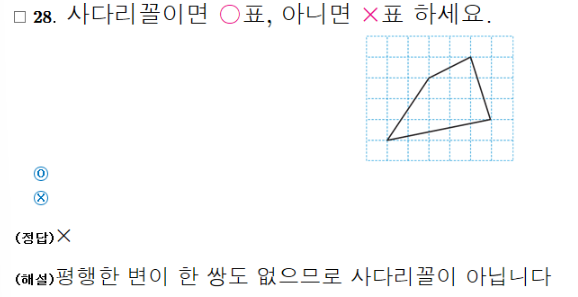 □ 28. 사다리꼴이면 ○표, 아니면 ×표 하세요.
ⓞ
ⓧ
(정답)×
(해설)평행한 변이 한 쌍도 없으므로 사다리꼴이 아닙니다